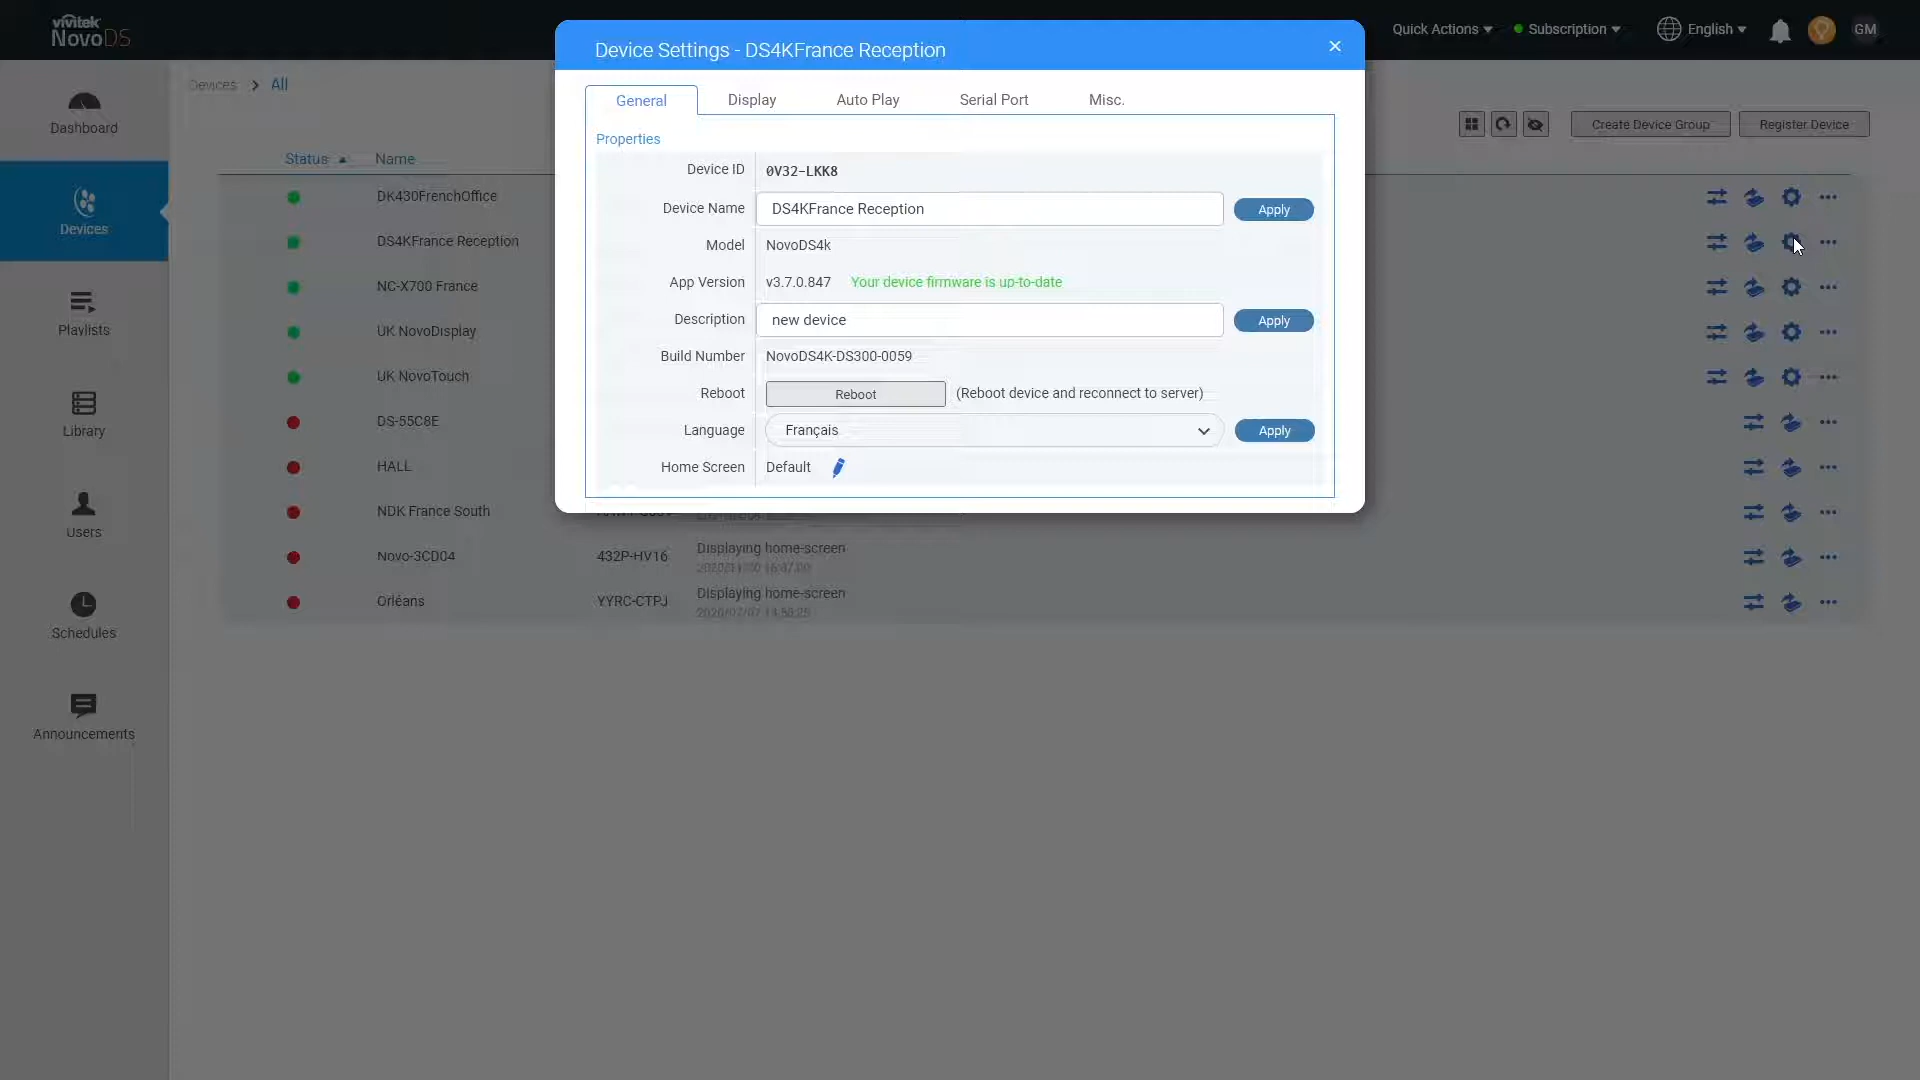 vivitek
NovoDS
Quick Actions
Subscription
English
GM
Device Settings - DS4KFrance Reception
Devices > All
Dashboard
Devices
Playlists
Library
Users
Schedules
Announcements
Create Device Group
Register Device
Status
Name
DK430FrenchOffice
DS4KFrance Reception
NC-X700 France
UK NovoDisplay
UK NovoTouch
DS-55C8E
HALL
NDK France South
Novo-3CD04 432P-HV16 Displaying home-screen
Orléans YYRC-CTPJ Displaying home-screen
General
Display
Auto Play
Serial Port
Misc.
Properties
Device ID 0V32-LKK8
Device Name DS4KFrance Reception Apply
Model NovoDS4k
App Version v3.7.0.847 Your device firmware is up-to-date
Description new device Apply
Build Number NovoDS4K-DS300-0059
Reboot Reboot (Reboot device and reconnect to server)
Language Français Apply
Home Screen Default